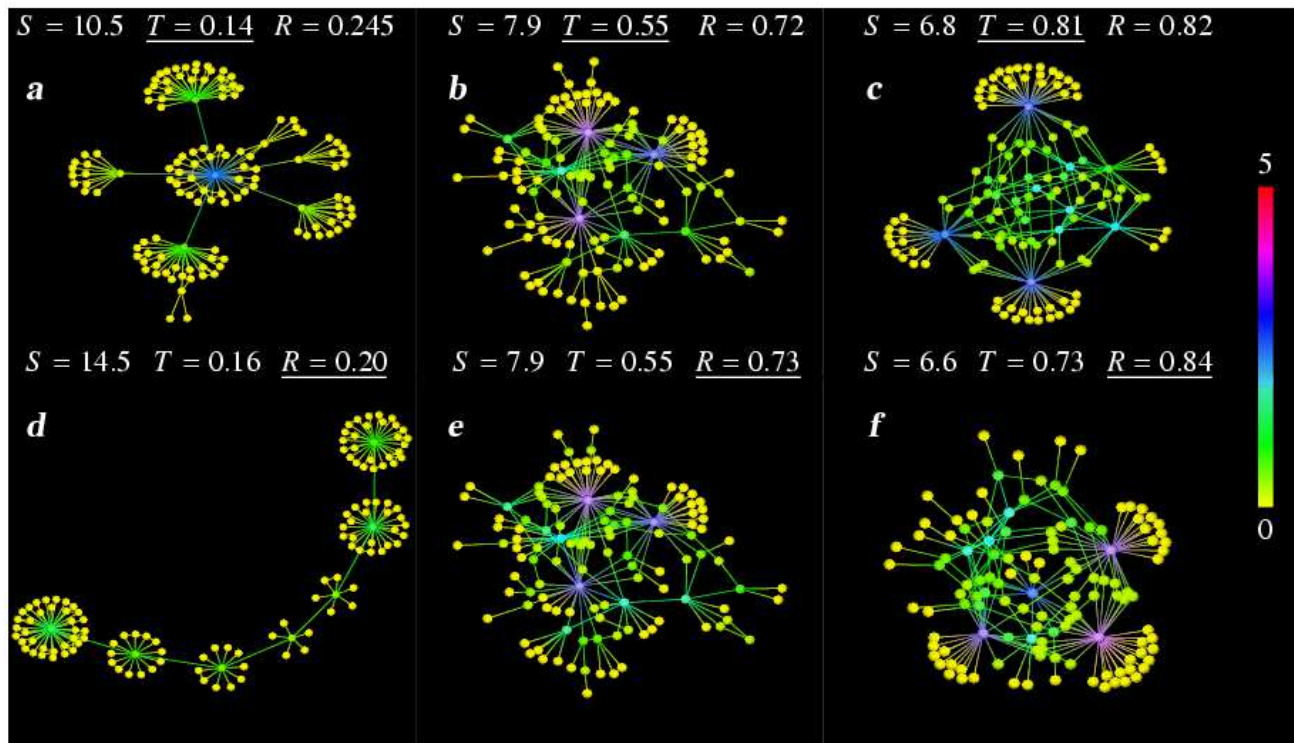 S = 10.5 T = 0.14 R = 0.245
S = 7.9 T = 0.55 R = 0.72
S = 6.8 T = 0.81 R = 0.82
a
b
c
5
S = 14.5 T = 0.16 R = 0.20
S = 7.9 T = 0.55 R = 0.73
S = 6.6 T = 0.73 R = 0.84
d
e
f
0